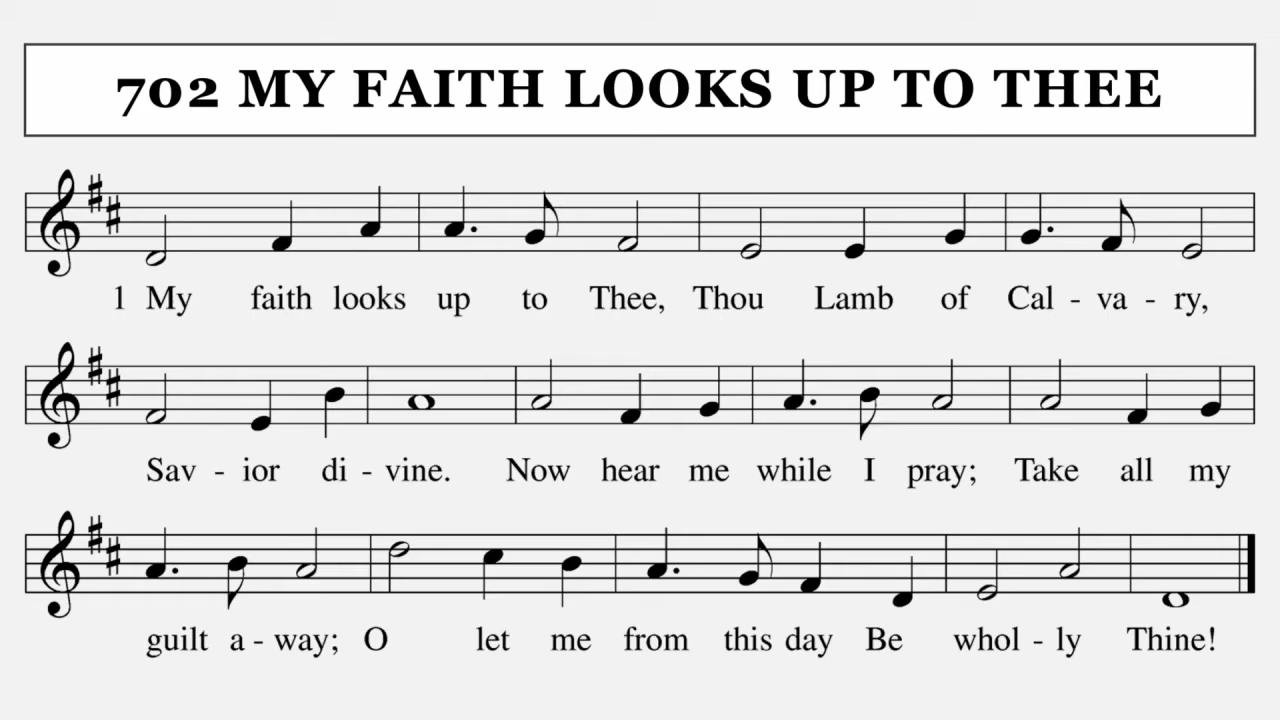 702 MY FAITH LOOKS UP TO THEE
1 My faith looks up to Thee, Thou Lamb of Cal - va - ry,
Sav - ior di - vine. Now hear me while I pray; Take all my
guilt a - way; O let me from this day Be whol - ly Thine!